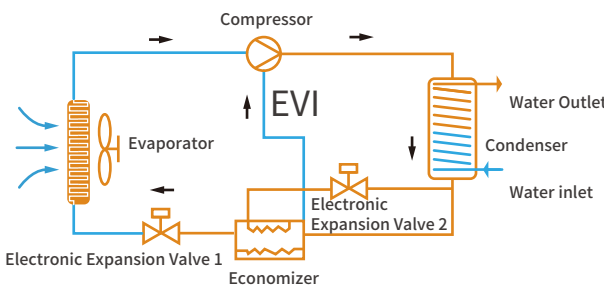 Compressor
EVI
Water Outlet
Evaporator
Condenser
Water inlet
Electronic
Expansion Valve 2
Electronic Expansion Valve 1
Economizer